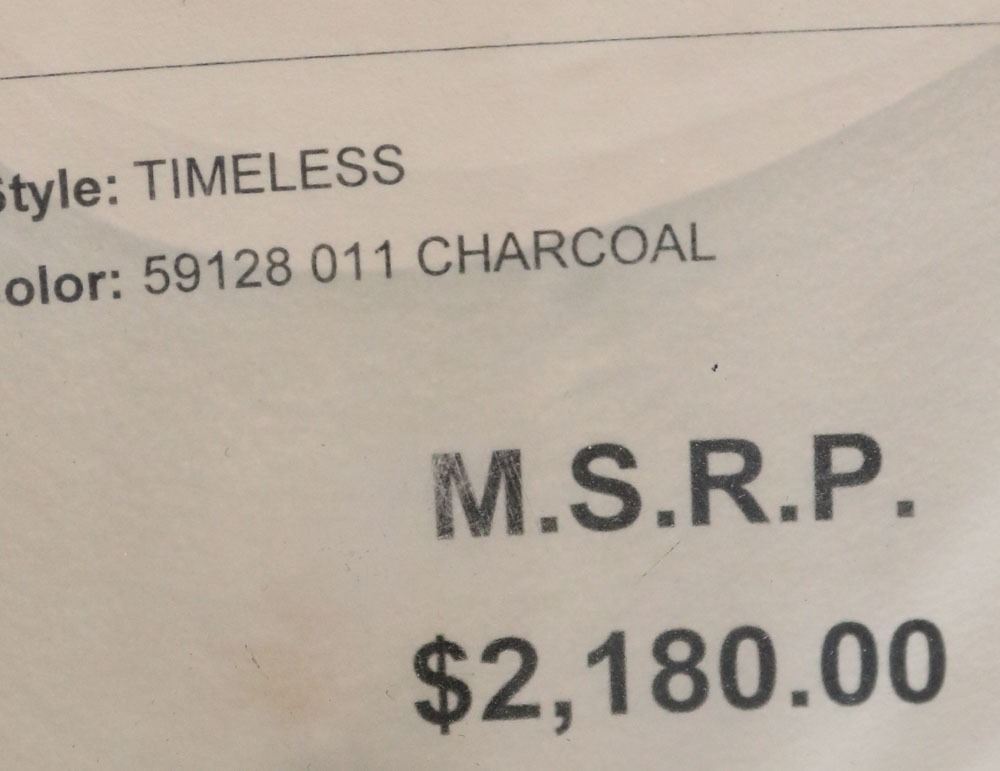 Style: TIMELESS
olor: 59128 011 CHARCOAL
M.S.R.P.
$2,180.00